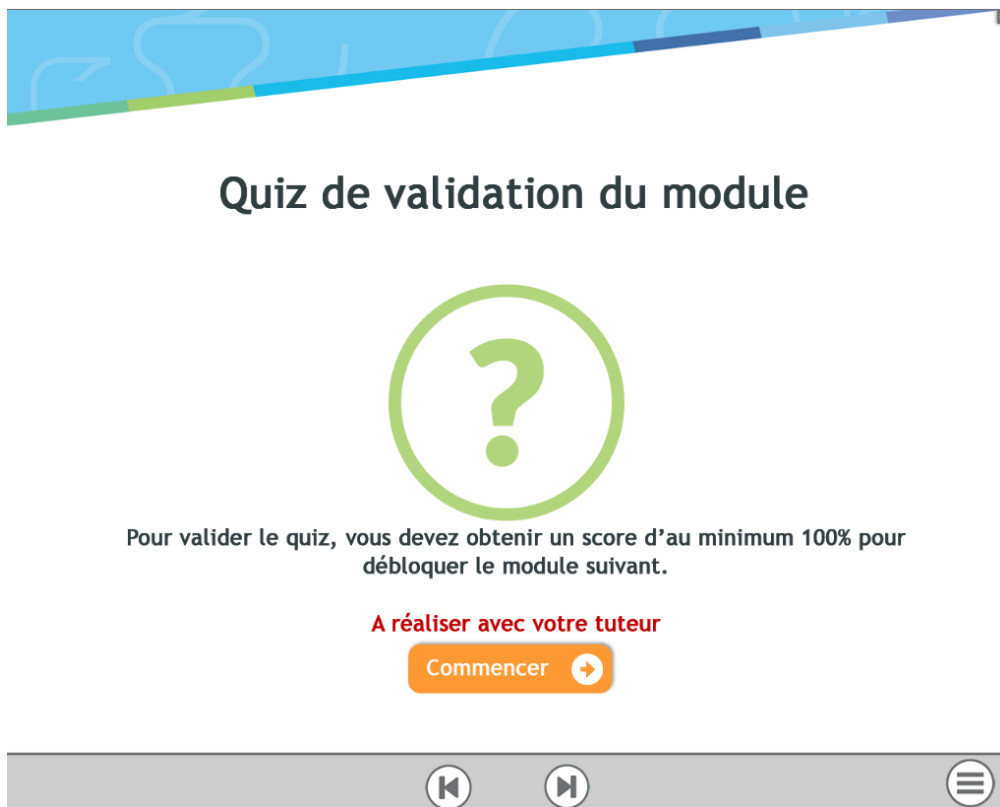 Quiz de validation du module
?
Pour valider le quiz, vous devez obtenir un score d’au minimum 100% pour
débloquer le module suivant.
A réaliser avec votre tuteur
Commencer